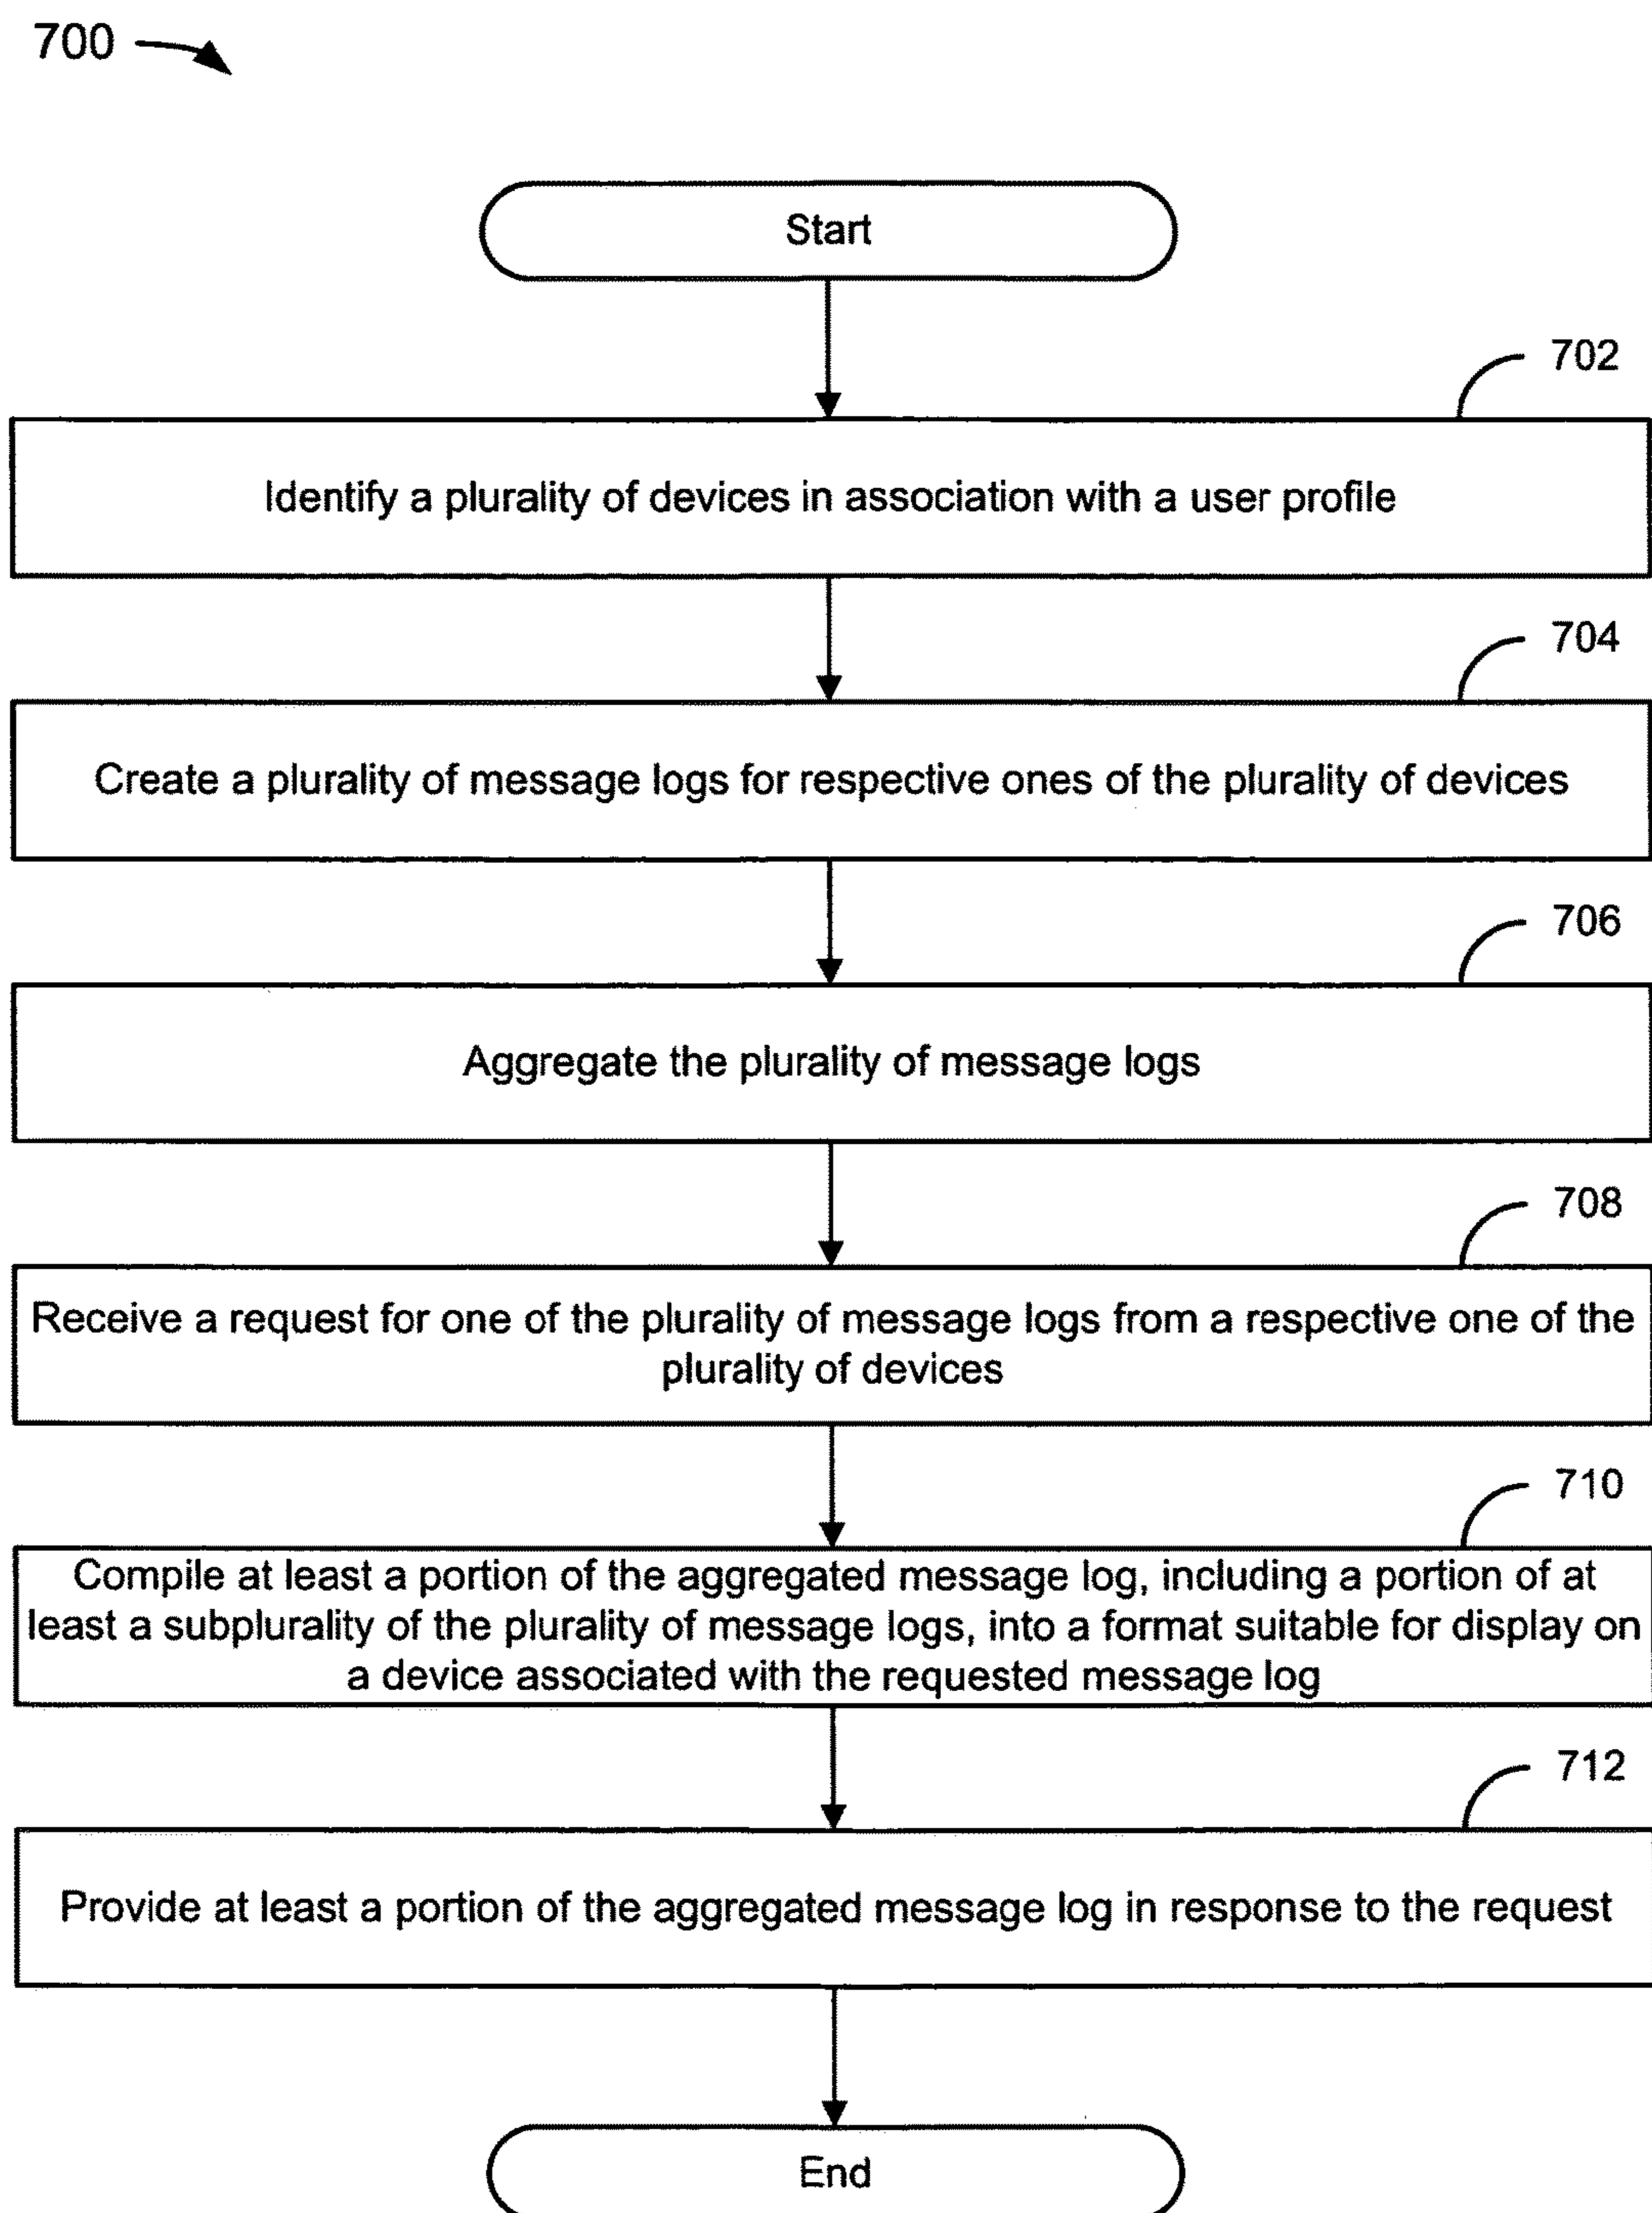 700
Start
702
Identify a plurality of devices in association with a user profile
704
Create a plurality of message logs for respective ones of the plurality of devices
706
Aggregate the plurality of message logs
708
Receive a request for one of the plurality of message logs from a respective one of the
plurality of devices
710
Compile at least a portion of the aggregated message log, including a portion of at
least a subplurality of the plurality of message logs, into a format suitable for display on
a device associated with the requested message log
712
Provide at least a portion of the aggregated message log in response to the request
End